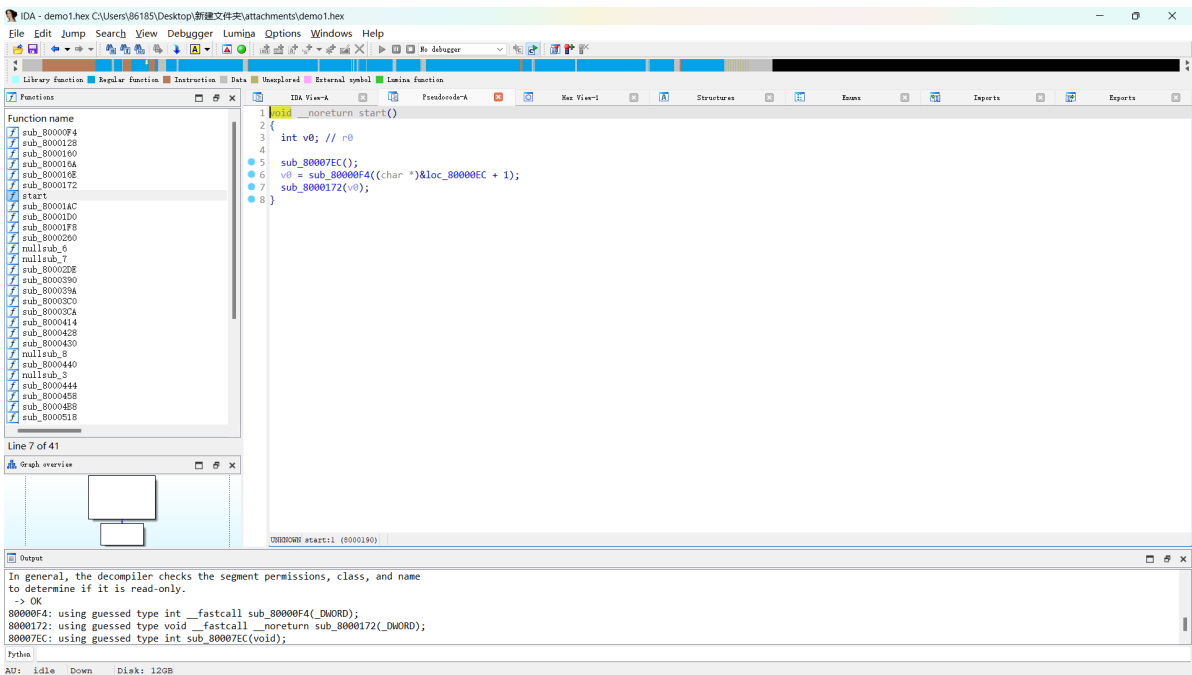 IDA - demo1.hex C:\Users\86185\Desktop\新建文件夹\attachments\demo1.hex
File Edit Jump Search View Debugger Lumina Options Windows Help
No debugger
Library function Regular function Instruction Data Unexplored External symbol Lumina function
Functions
IDA View-A Pseudocode-A Hex View-1 Structures Enums Imports Exports
Function name
sub_80000F4
sub_8000128
sub_8000160
sub_800016A
sub_800016E
sub_8000172
start
sub_80001AC
sub_80001D0
sub_80001F8
sub_8000260
nullsub_6
nullsub_7
sub_80002DE
sub_8000390
sub_800039A
sub_80003C0
sub_80003CA
sub_8000414
sub_8000428
sub_8000430
nullsub_8
sub_8000440
nullsub_3
sub_8000444
sub_8000458
sub_80004B8
sub_8000518
Line 7 of 41
Graph overview
1 void __noreturn start()
2 {
3 int v0; // r0
4
5 sub_80007EC();
6 v0 = sub_80000F4((char *)&loc_80000EC + 1);
7 sub_8000172(v0);
8 }
UNKNOWN start:1 (8000190)
Output
In general, the decompiler checks the segment permissions, class, and name
to determine if it is read-only.
-> OK
80000F4: using guessed type int __fastcall sub_80000F4(_DWORD);
8000172: using guessed type void __fastcall __noreturn sub_8000172(_DWORD);
80007EC: using guessed type int sub_80007EC(void);
Python
AU: idle Down Disk: 12GB